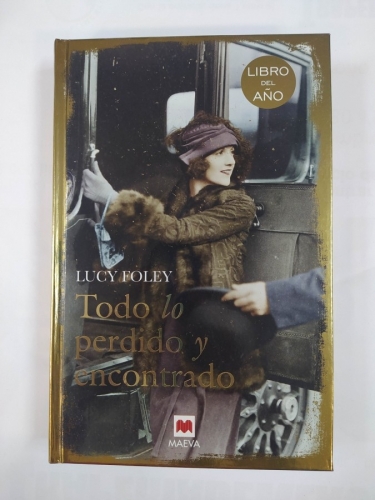 LIBRO
DEL
AÑO
LUCY FOLEY
Todo lo
perdido y
encontrado
MAEVA